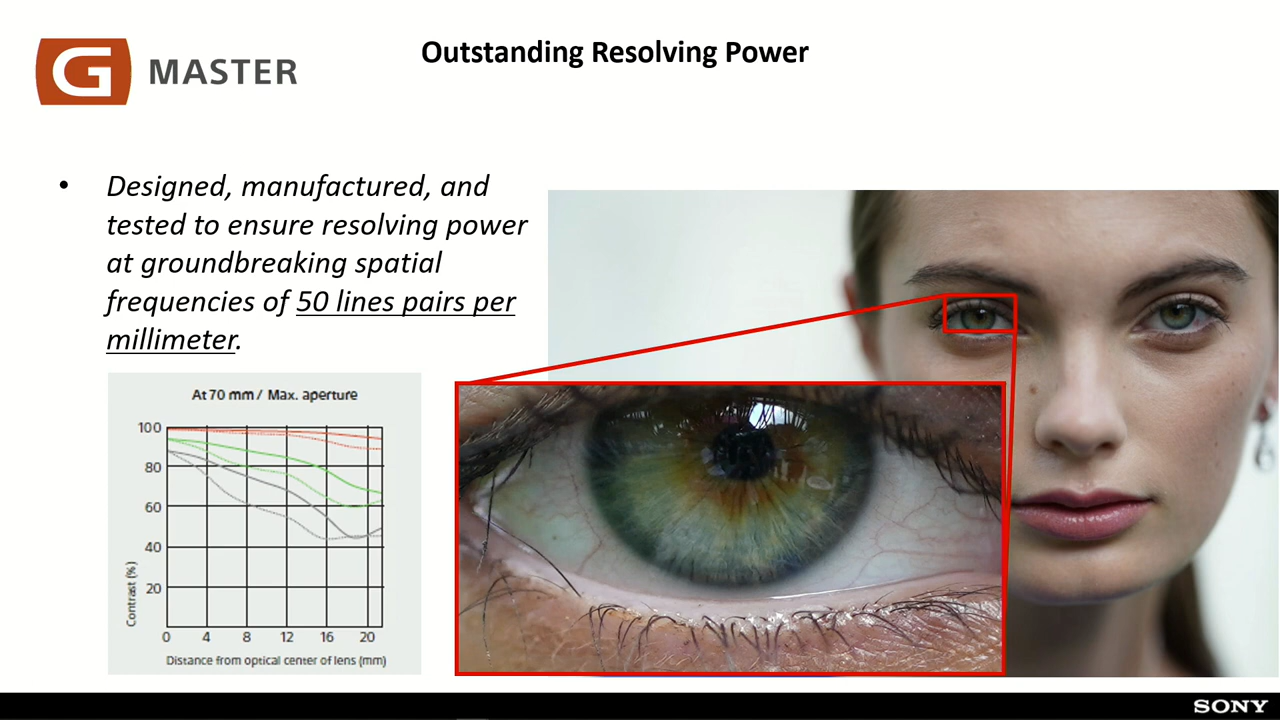 G MASTER
Outstanding Resolving Power
• Designed, manufactured, and
tested to ensure resolving power
at groundbreaking spatial
frequencies of 50 lines pairs per
millimeter.
At 70 mm / Max. aperture
100
80
60
40
20
Contrast (%)
0 4 8 12 16 20
Distance from optical center of lens (mm)
SONY